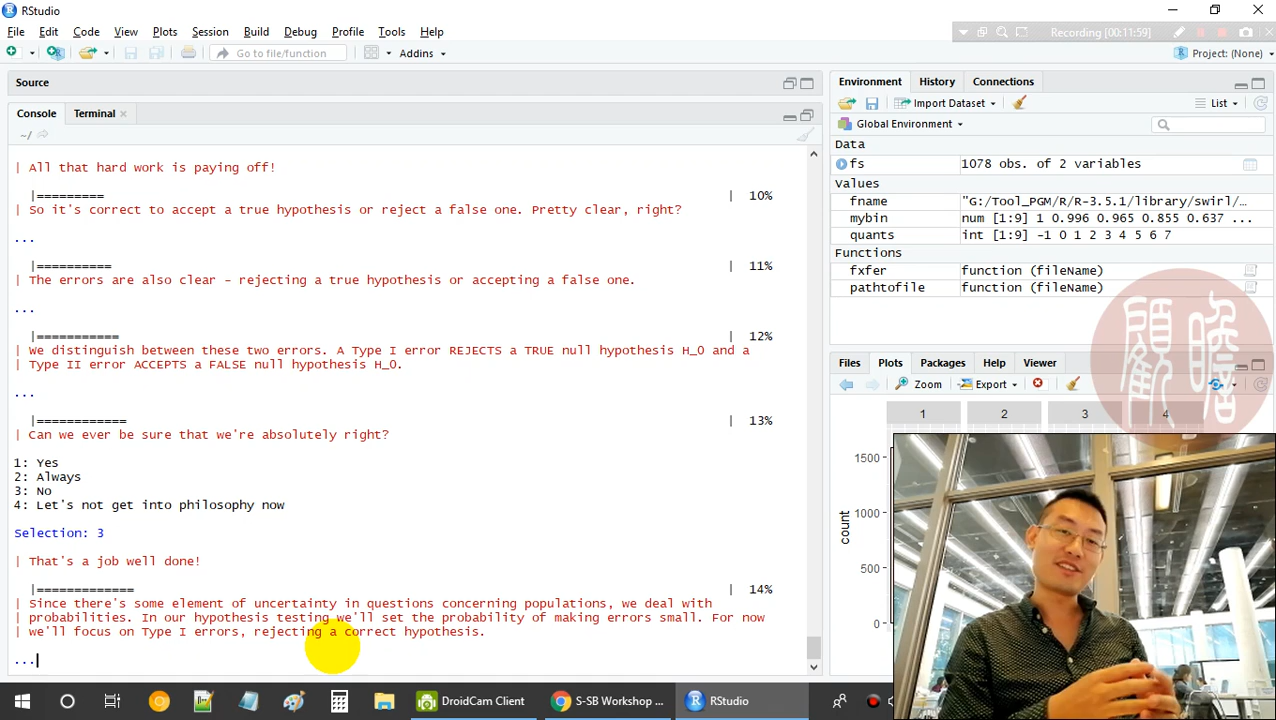 RStudio
File Edit Code View Plots Session Build Debug Profile Tools Help
Recording [00:11:59]
Go to file/function
Addins
Project: (None)
Source
Console Terminal
~/
| All that hard work is paying off!
|========= | 10%
| So it's correct to accept a true hypothesis or reject a false one. Pretty clear, right?
...
|========== | 11%
| The errors are also clear - rejecting a true hypothesis or accepting a false one.
...
|=========== | 12%
| We distinguish between these two errors. A Type I error REJECTS a TRUE null hypothesis H_0 and a
| Type II error ACCEPTS a FALSE null hypothesis H_0.
...
|============ | 13%
| Can we ever be sure that we're absolutely right?
1: Yes
2: Always
3: No
4: Let's not get into philosophy now
Selection: 3
| That's a job well done!
|============= | 14%
| Since there's some element of uncertainty in questions concerning populations, we deal with
| probabilities. In our hypothesis testing we'll set the probability of making errors small. For now
| we'll focus on Type I errors, rejecting a correct hypothesis.
...
Environment History Connections
Import Dataset List
Global Environment
Data
fs 1078 obs. of 2 variables
Values
fname "G:/Tool_PGM/R/R-3.5.1/library/swirl/…
mybin num [1:9] 1 0.996 0.965 0.855 0.637 ...
quants int [1:9] -1 0 1 2 3 4 5 6 7
Functions
fxfer function (fileName)
pathtofile function (fileName)
顧瞻
Files Plots Packages Help Viewer
Zoom Export
1 2 3 4
1500
1000
500
0
count
DroidCam Client
S-SB Workshop ...
RStudio